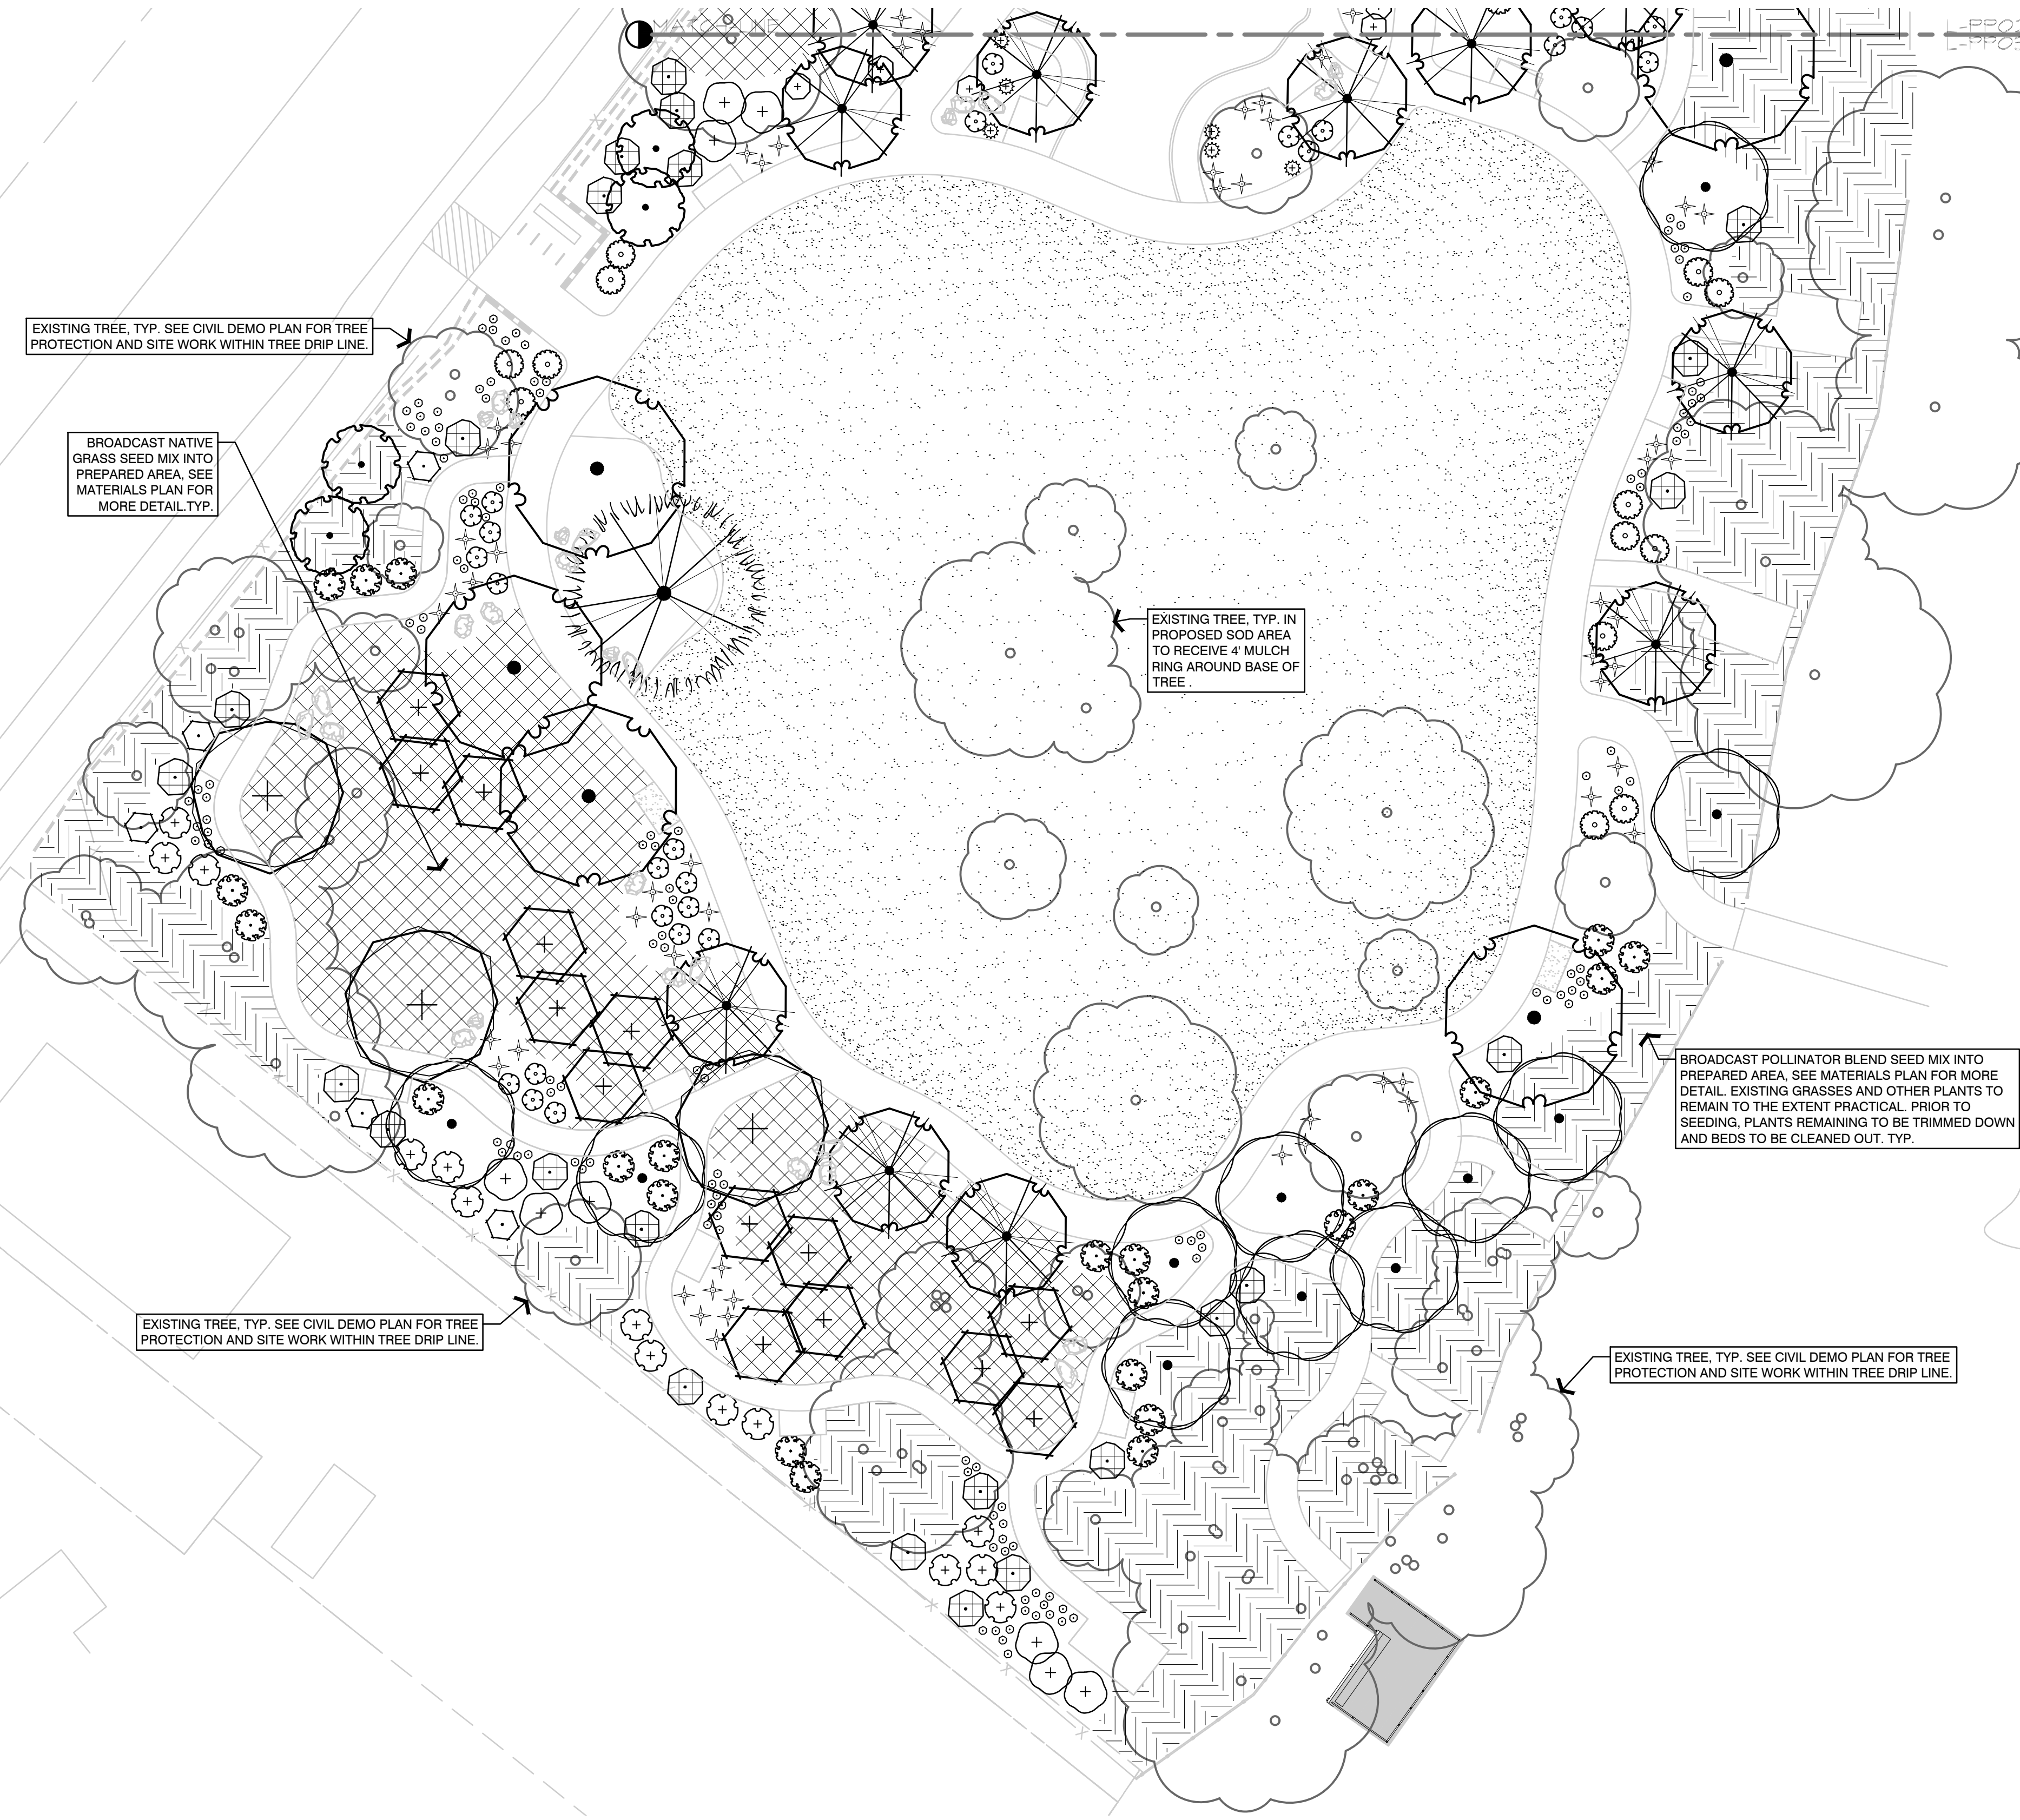 MATCHLINE
EXISTING TREE, TYP. SEE CIVIL DEMO PLAN FOR TREE
PROTECTION AND SITE WORK WITHIN TREE DRIP LINE.
BROADCAST NATIVE
GRASS SEED MIX INTO
PREPARED AREA, SEE
MATERIALS PLAN FOR
MORE DETAIL.TYP.
EXISTING TREE, TYP. IN
PROPOSED SOD AREA
TO RECEIVE 4' MULCH
RING AROUND BASE OF
TREE .
BROADCAST POLLINATOR BLEND SEED MIX INTO
PREPARED AREA, SEE MATERIALS PLAN FOR MORE
DETAIL. EXISTING GRASSES AND OTHER PLANTS TO
REMAIN TO THE EXTENT PRACTICAL. PRIOR TO
SEEDING, PLANTS REMAINING TO BE TRIMMED DOWN
AND BEDS TO BE CLEANED OUT. TYP.
EXISTING TREE, TYP. SEE CIVIL DEMO PLAN FOR TREE
PROTECTION AND SITE WORK WITHIN TREE DRIP LINE.
EXISTING TREE, TYP. SEE CIVIL DEMO PLAN FOR TREE
PROTECTION AND SITE WORK WITHIN TREE DRIP LINE.